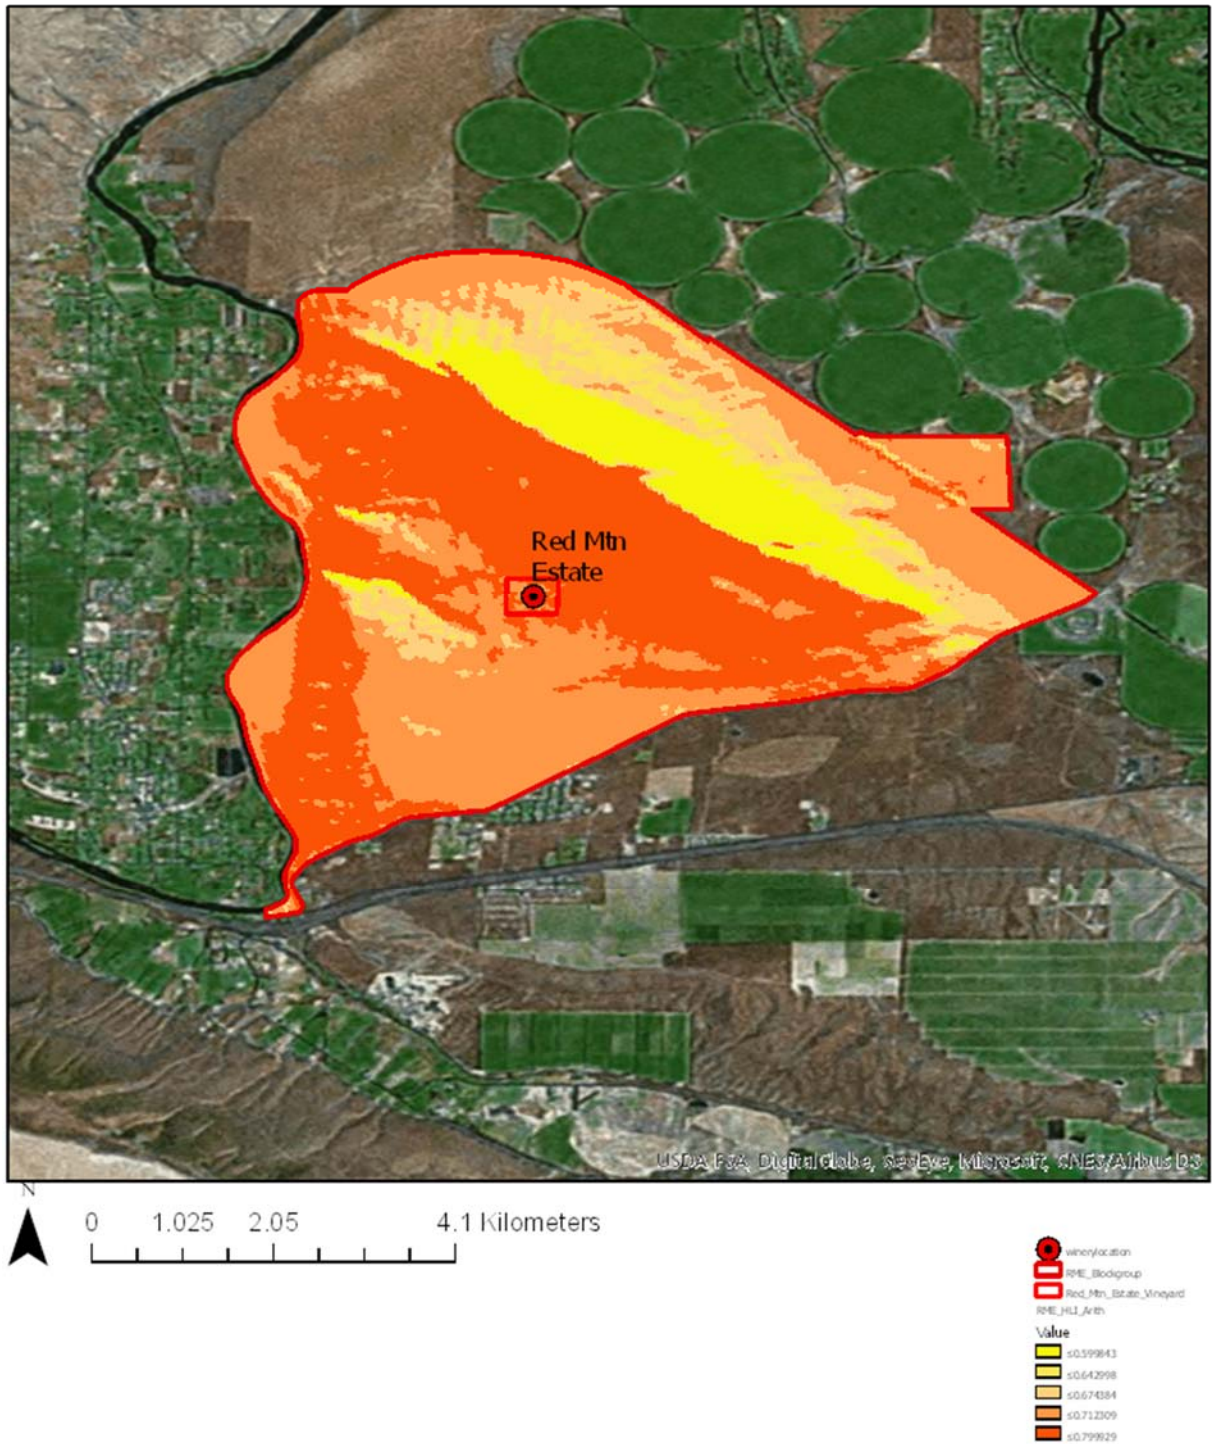 Red Mtn
Estate
USDA FSA, DigitalGlobe, GeoEye, Microsoft, CNES/Airbus DS
N
0 1.025 2.05 4.1 Kilometers
winerylocation
RME_Blockgroup
Red_Mtn_Estate_Vineyard
RME_HLI_Arith
Value
≤0.599843
≤0.642998
≤0.674384
≤0.712309
≤0.799929